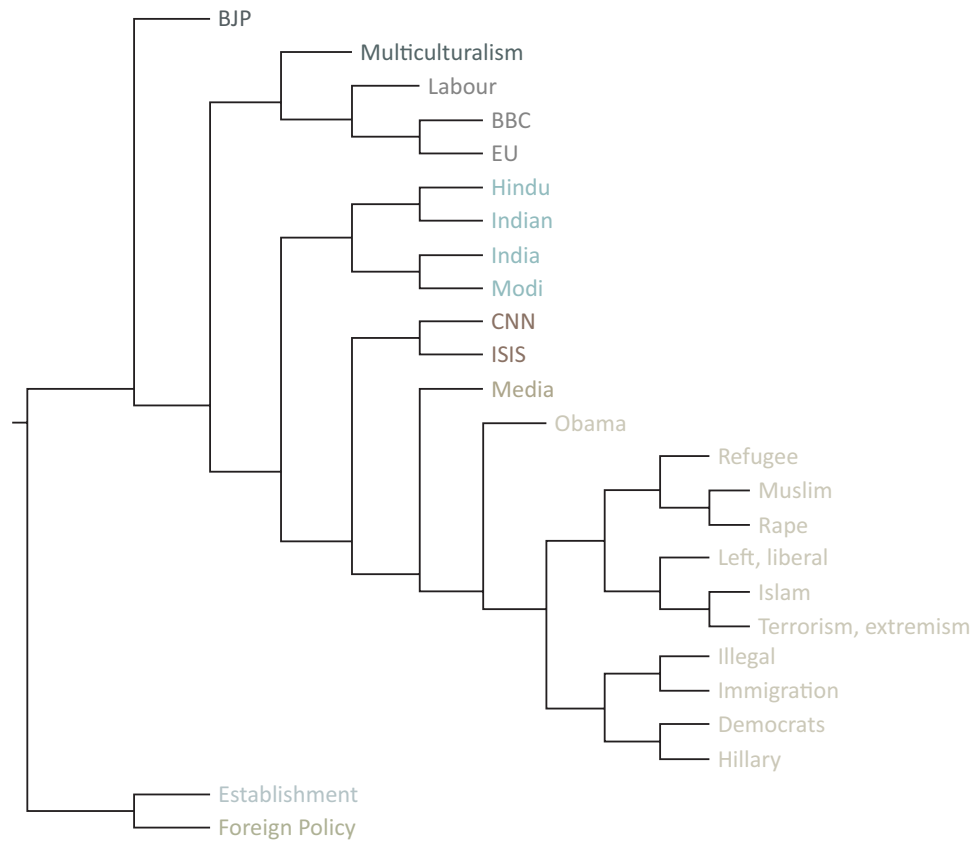 BJP
Multiculturalism
Labour
BBC
EU
Hindu
Indian
India
Modi
CNN
ISIS
Media
Obama
Refugee
Muslim
Rape
Left, liberal
Islam
Terrorism, extremism
Illegal
Immigration
Democrats
Hillary
Establishment
Foreign Policy